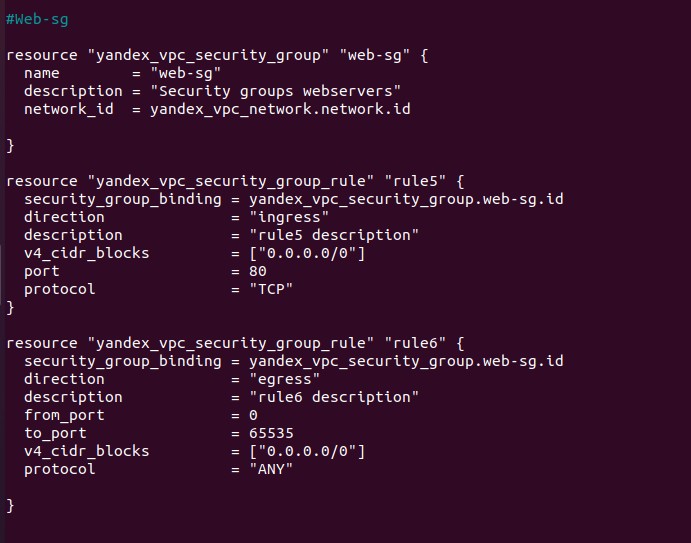 #Web-sg
resource "yandex_vpc_security_group" "web-sg" {
  name        = "web-sg"
  description = "Security groups webservers"
  network_id  = yandex_vpc_network.network.id
}
resource "yandex_vpc_security_group_rule" "rule5" {
  security_group_binding = yandex_vpc_security_group.web-sg.id
  direction              = "ingress"
  description            = "rule5 description"
  v4_cidr_blocks         = ["0.0.0.0/0"]
  port                   = 80
  protocol               = "TCP"
}
resource "yandex_vpc_security_group_rule" "rule6" {
  security_group_binding = yandex_vpc_security_group.web-sg.id
  direction              = "egress"
  description            = "rule6 description"
  from_port              = 0
  to_port                = 65535
  v4_cidr_blocks         = ["0.0.0.0/0"]
  protocol               = "ANY"
}